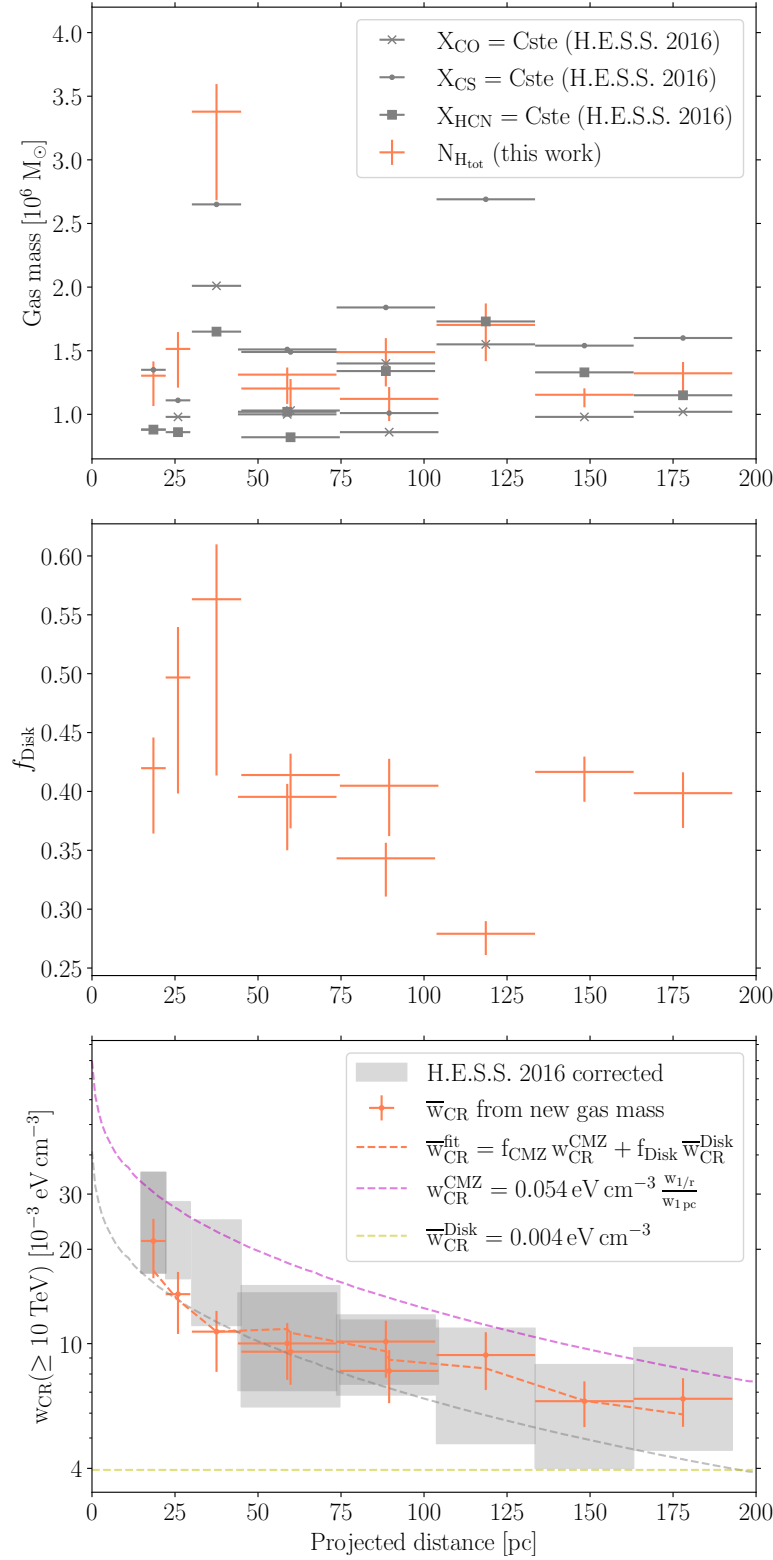 4.0
3.5
3.0
2.5
2.0
1.5
1.0
Gas mass [10⁶ M⊙]
X_CO = Cste (H.E.S.S. 2016)
X_CS = Cste (H.E.S.S. 2016)
X_HCN = Cste (H.E.S.S. 2016)
N_H_tot (this work)
0 25 50 75 100 125 150 175 200
0.60
0.55
0.50
0.45
0.40
0.35
0.30
0.25
f_Disk
0 25 50 75 100 125 150 175 200
30
20
10
4
w_CR(≥ 10 TeV) [10⁻³ eV cm⁻³]
H.E.S.S. 2016 corrected
w̅_CR from new gas mass
w̅_CR^fit = f_CMZ w_CR^CMZ + f_Disk w̅_CR^Disk
w_CR^CMZ = 0.054 eV cm⁻³ w_1/r / w_1 pc
w̅_CR^Disk = 0.004 eV cm⁻³
0 25 50 75 100 125 150 175 200
Projected distance [pc]